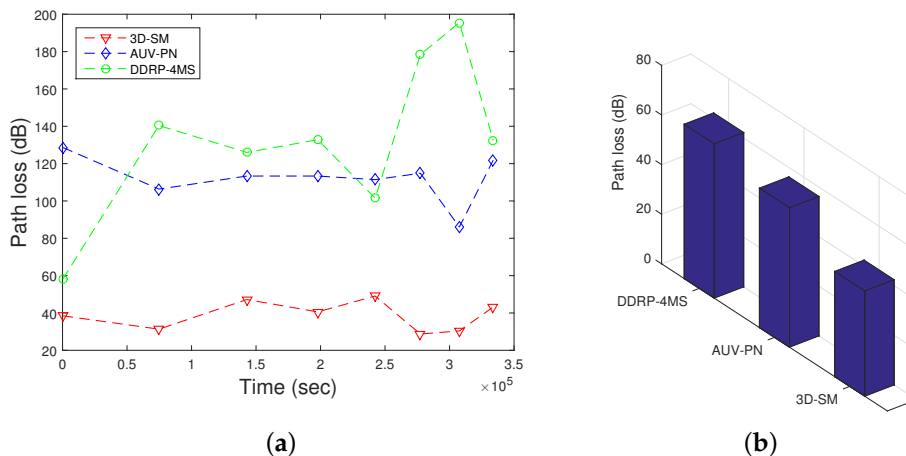 200
180
160
140
120
100
80
60
40
20
Path loss (dB)
3D-SM
AUV-PN
DDRP-4MS
0 0.5 1 1.5 2 2.5 3 3.5
Time (sec)
×10⁵
(a)
80
60
40
20
0
Path loss (dB)
DDRP-4MS
AUV-PN
3D-SM
(b)